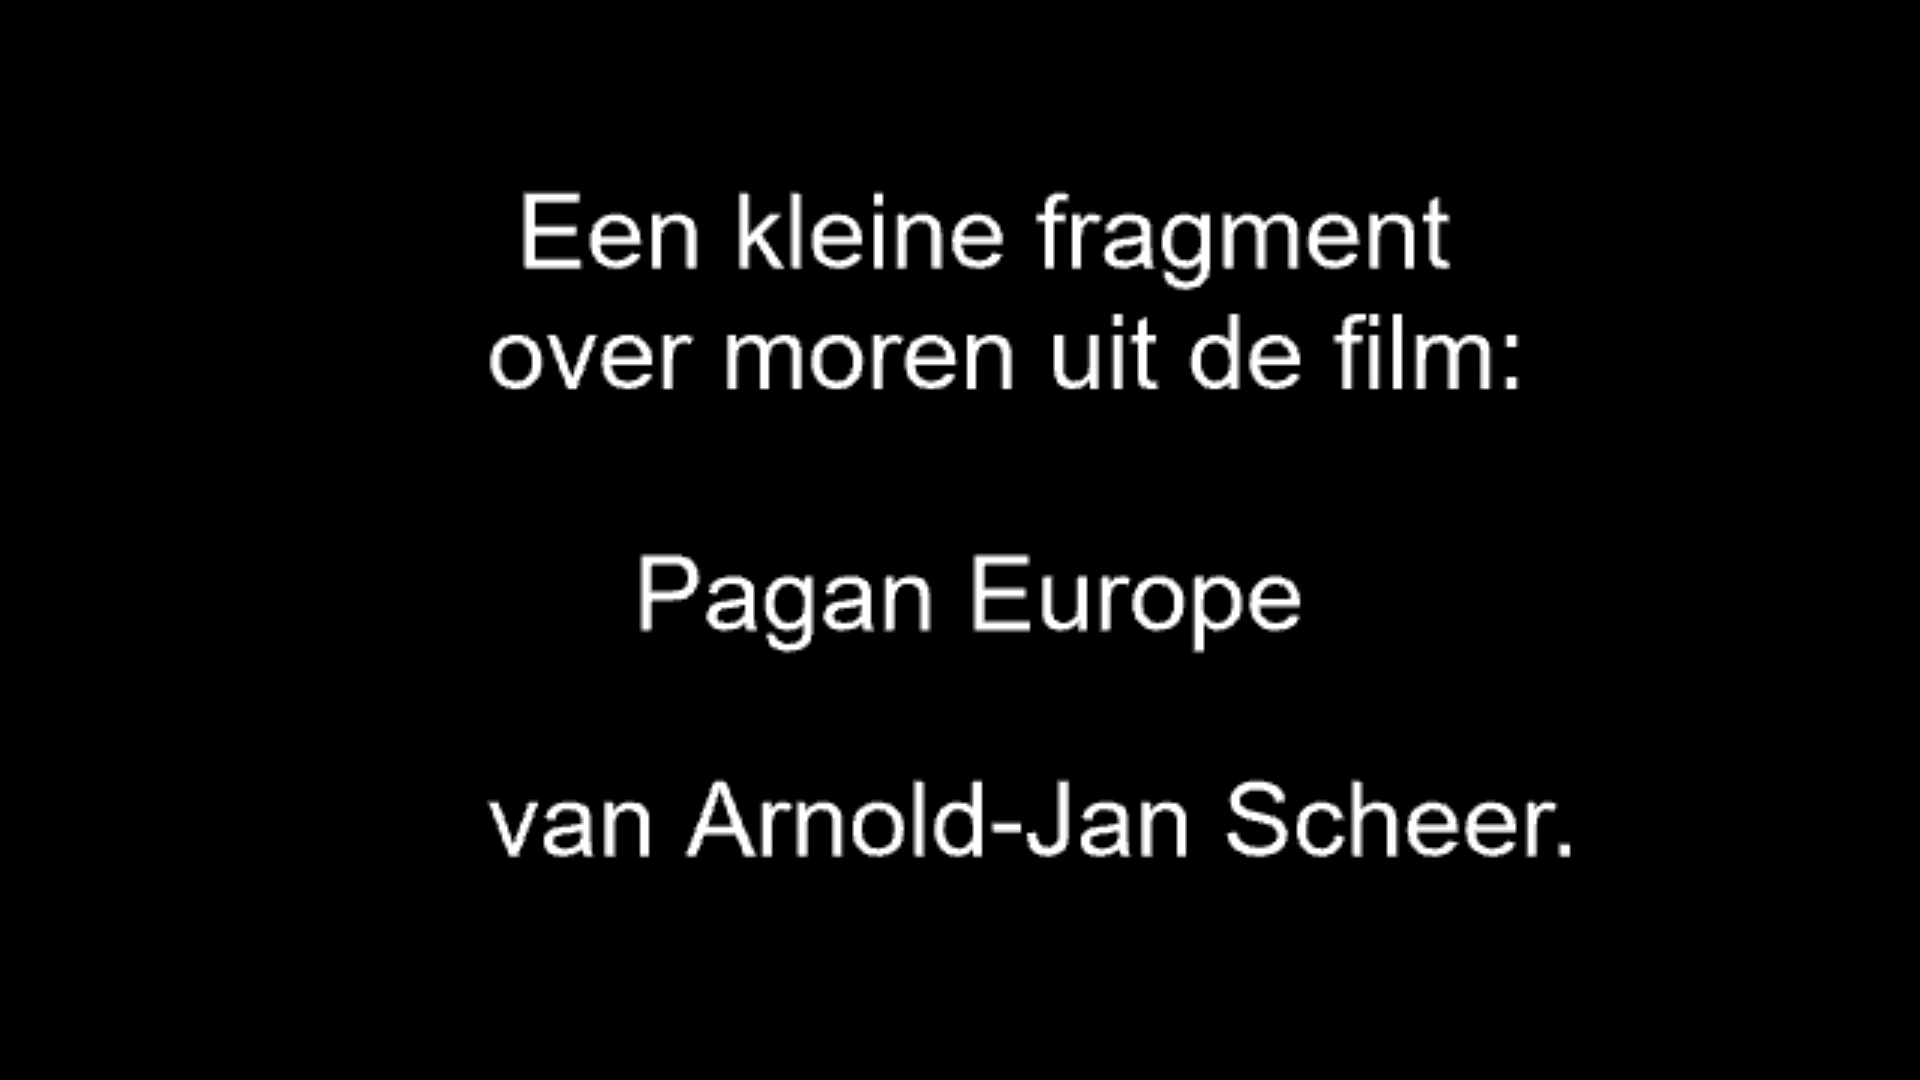 Een kleine fragment
over moren uit de film:
Pagan Europe
van Arnold-Jan Scheer.